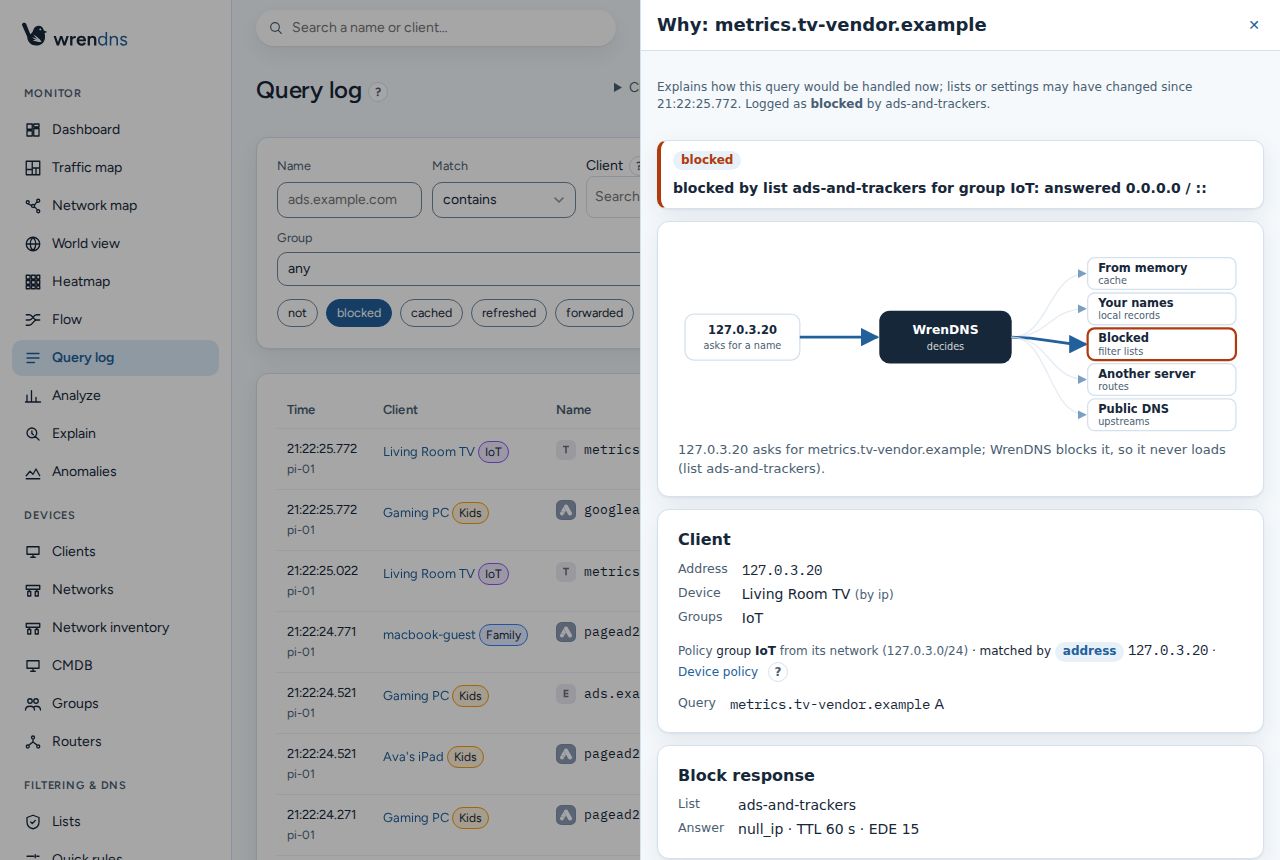 wrendns
MONITOR
Dashboard
Traffic map
Network map
World view
Heatmap
Flow
Query log
Analyze
Explain
Anomalies
DEVICES
Clients
Networks
Network inventory
CMDB
Groups
Routers
FILTERING & DNS
Lists
Quick rules
Search a name or client...
Query log ?
Name
Match
Client
ads.example.com
contains
Search
Group
any
not
blocked
cached
refreshed
forwarded
Time Client Name
21:22:25.772 Living Room TV IoT T metrics
pi-01
21:22:25.772 Gaming PC Kids googlea
pi-01
21:22:25.022 Living Room TV IoT T metrics
pi-01
21:22:24.771 macbook-guest Family pagead2
pi-01
21:22:24.521 Gaming PC Kids E ads.exa
pi-01
21:22:24.521 Ava's iPad Kids pagead2
pi-01
21:22:24.271 Gaming PC Kids pagead2
pi-01
Why: metrics.tv-vendor.example ×
Explains how this query would be handled now; lists or settings may have changed since
21:22:25.772. Logged as blocked by ads-and-trackers.
blocked
blocked by list ads-and-trackers for group IoT: answered 0.0.0.0 / ::
127.0.3.20
asks for a name
WrenDNS
decides
From memory
cache
Your names
local records
Blocked
filter lists
Another server
routes
Public DNS
upstreams
127.0.3.20 asks for metrics.tv-vendor.example; WrenDNS blocks it, so it never loads
(list ads-and-trackers).
Client
Address 127.0.3.20
Device Living Room TV (by ip)
Groups IoT
Policy group IoT from its network (127.0.3.0/24) · matched by address 127.0.3.20 ·
Device policy ?
Query metrics.tv-vendor.example A
Block response
List ads-and-trackers
Answer null_ip · TTL 60 s · EDE 15